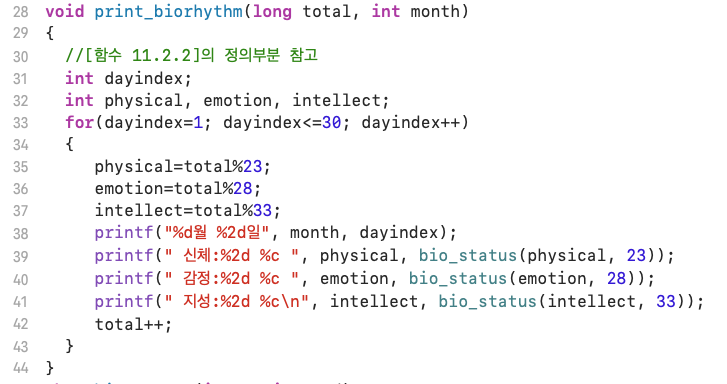 28 void print_biorhythm(long total, int month)
29 {
30 //[함수 11.2.2]의 정의부분 참고
31 int dayindex;
32 int physical, emotion, intellect;
33 for(dayindex=1; dayindex<=30; dayindex++)
34 {
35 physical=total%23;
36 emotion=total%28;
37 intellect=total%33;
38 printf("%d월 %2d일", month, dayindex);
39 printf(" 신체:%2d %c ", physical, bio_status(physical, 23));
40 printf(" 감정:%2d %c ", emotion, bio_status(emotion, 28));
41 printf(" 지성:%2d %c\n", intellect, bio_status(intellect, 33));
42 total++;
43 }
44 }